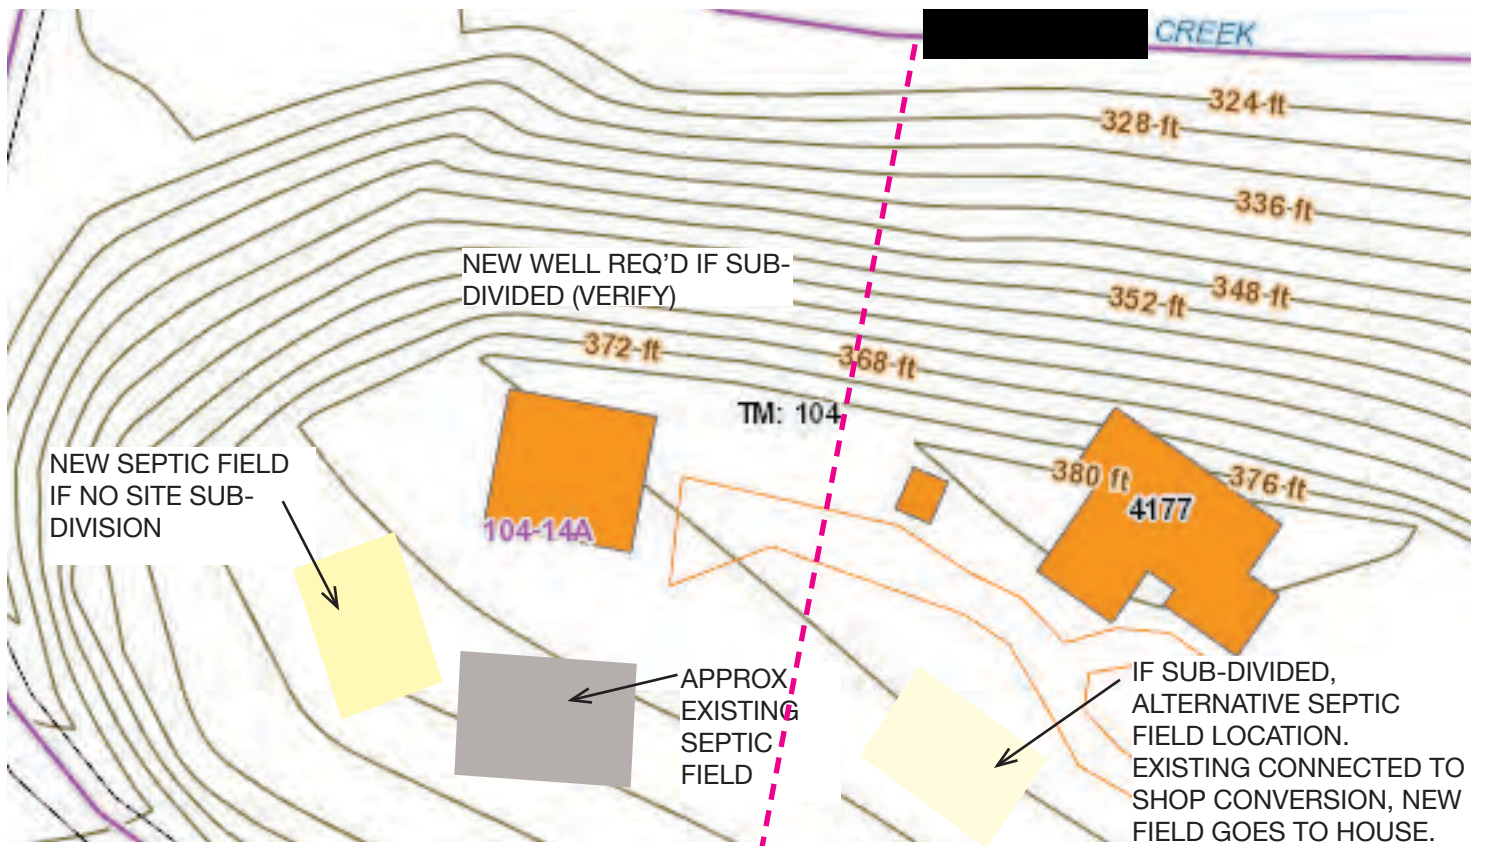 CREEK
324-ft
328-ft
336-ft
348-ft
352-ft
NEW WELL REQ'D IF SUB-
DIVIDED (VERIFY)
372-ft
368-ft
TM: 104
380 ft
376-ft
4177
104-14A
NEW SEPTIC FIELD
IF NO SITE SUB-
DIVISION
APPROX
EXISTING
SEPTIC
FIELD
IF SUB-DIVIDED,
ALTERNATIVE SEPTIC
FIELD LOCATION.
EXISTING CONNECTED TO
SHOP CONVERSION, NEW
FIELD GOES TO HOUSE.